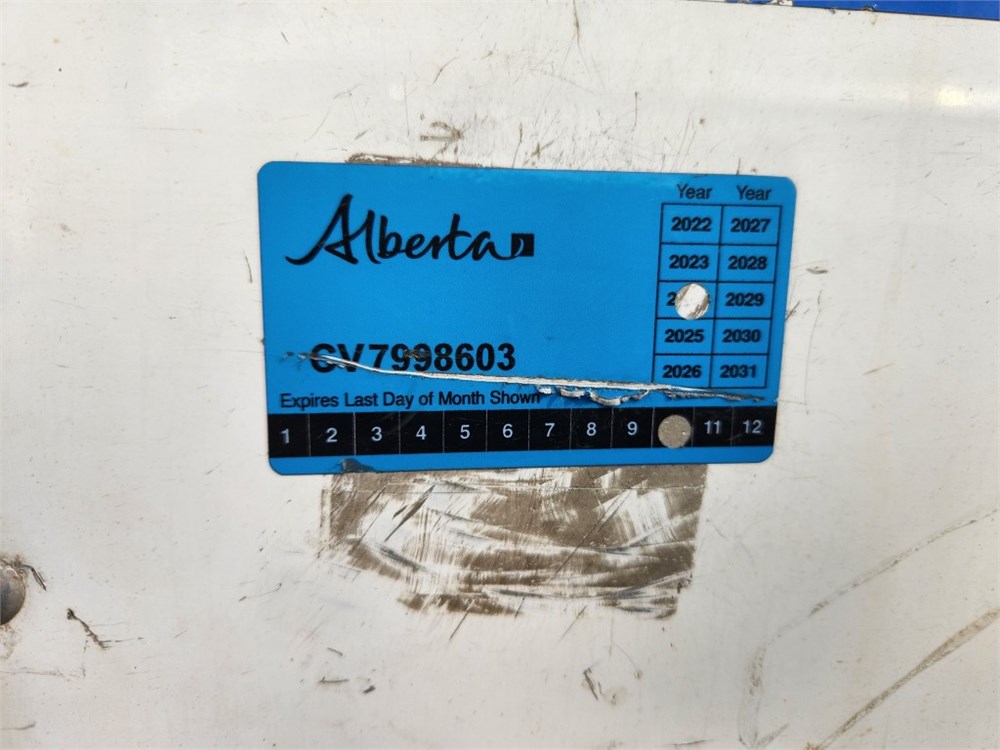 Alberta
Year Year
2022 2027
2023 2028
2 2029
2025 2030
2026 2031
CV7998603
Expires Last Day of Month Shown
1 2 3 4 5 6 7 8 9 11 12